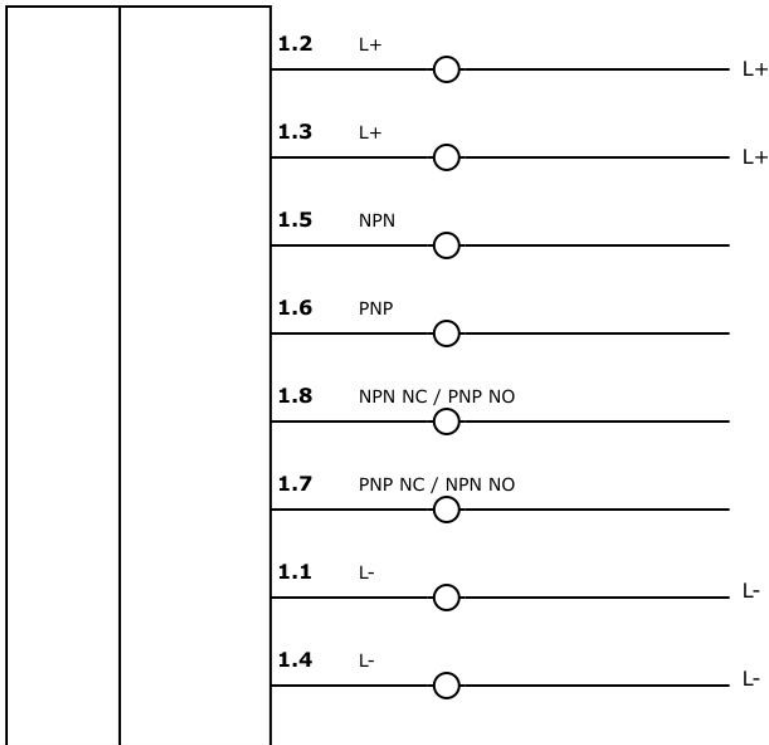 1.2 L+ L+
1.3 L+ L+
1.5 NPN
1.6 PNP
1.8 NPN NC / PNP NO
1.7 PNP NC / NPN NO
1.1 L- L-
1.4 L- L-